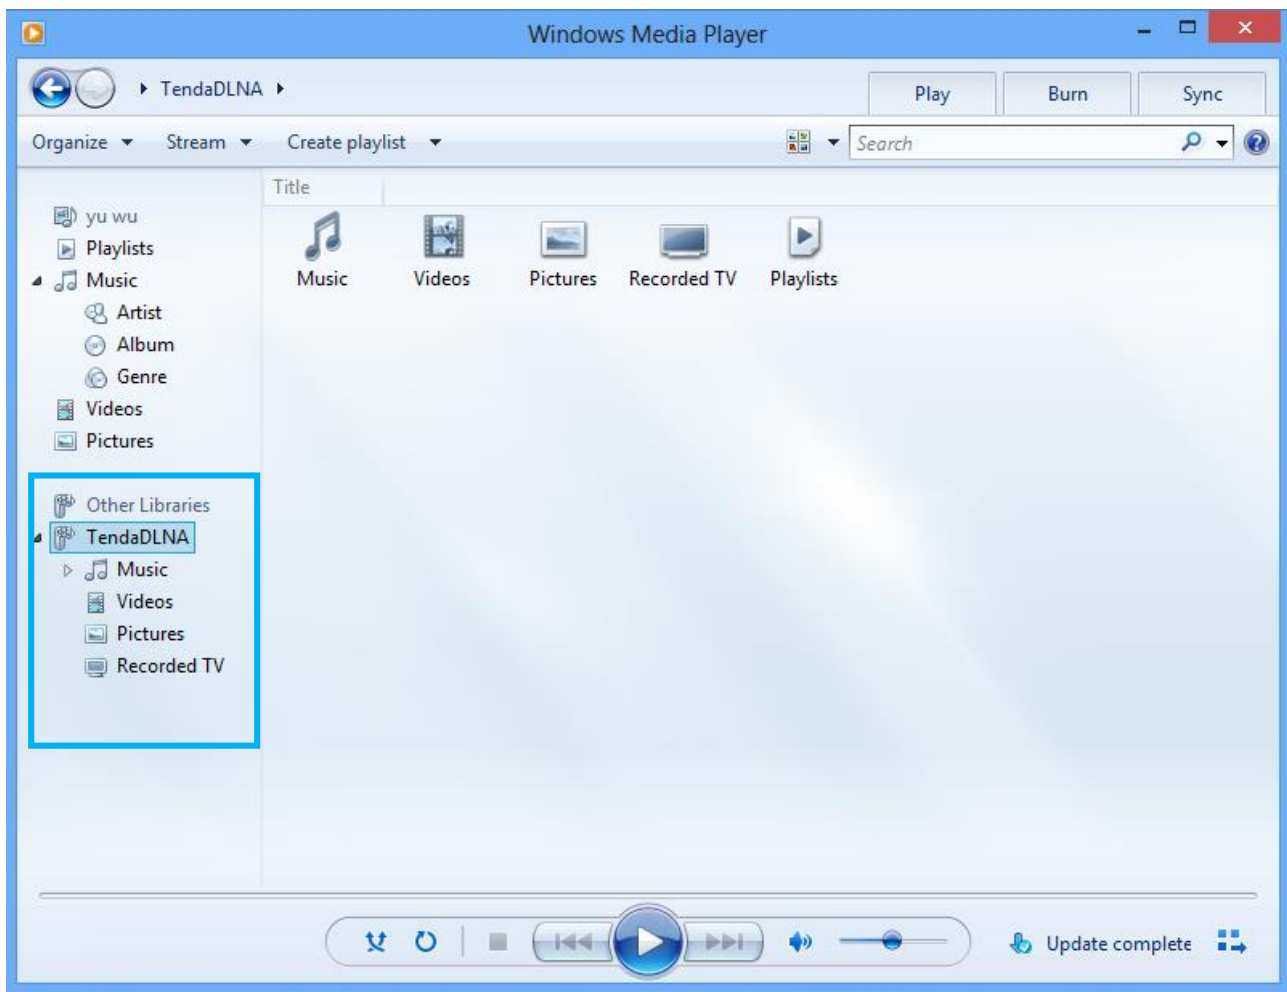 Windows Media Player
TendaDLNA
Play Burn Sync
Organize Stream Create playlist Search
Title
yu wu
Playlists
Music
Artist
Album
Genre
Videos
Pictures
Other Libraries
TendaDLNA
Music
Videos
Pictures
Recorded TV
Music Videos Pictures Recorded TV Playlists
Update complete